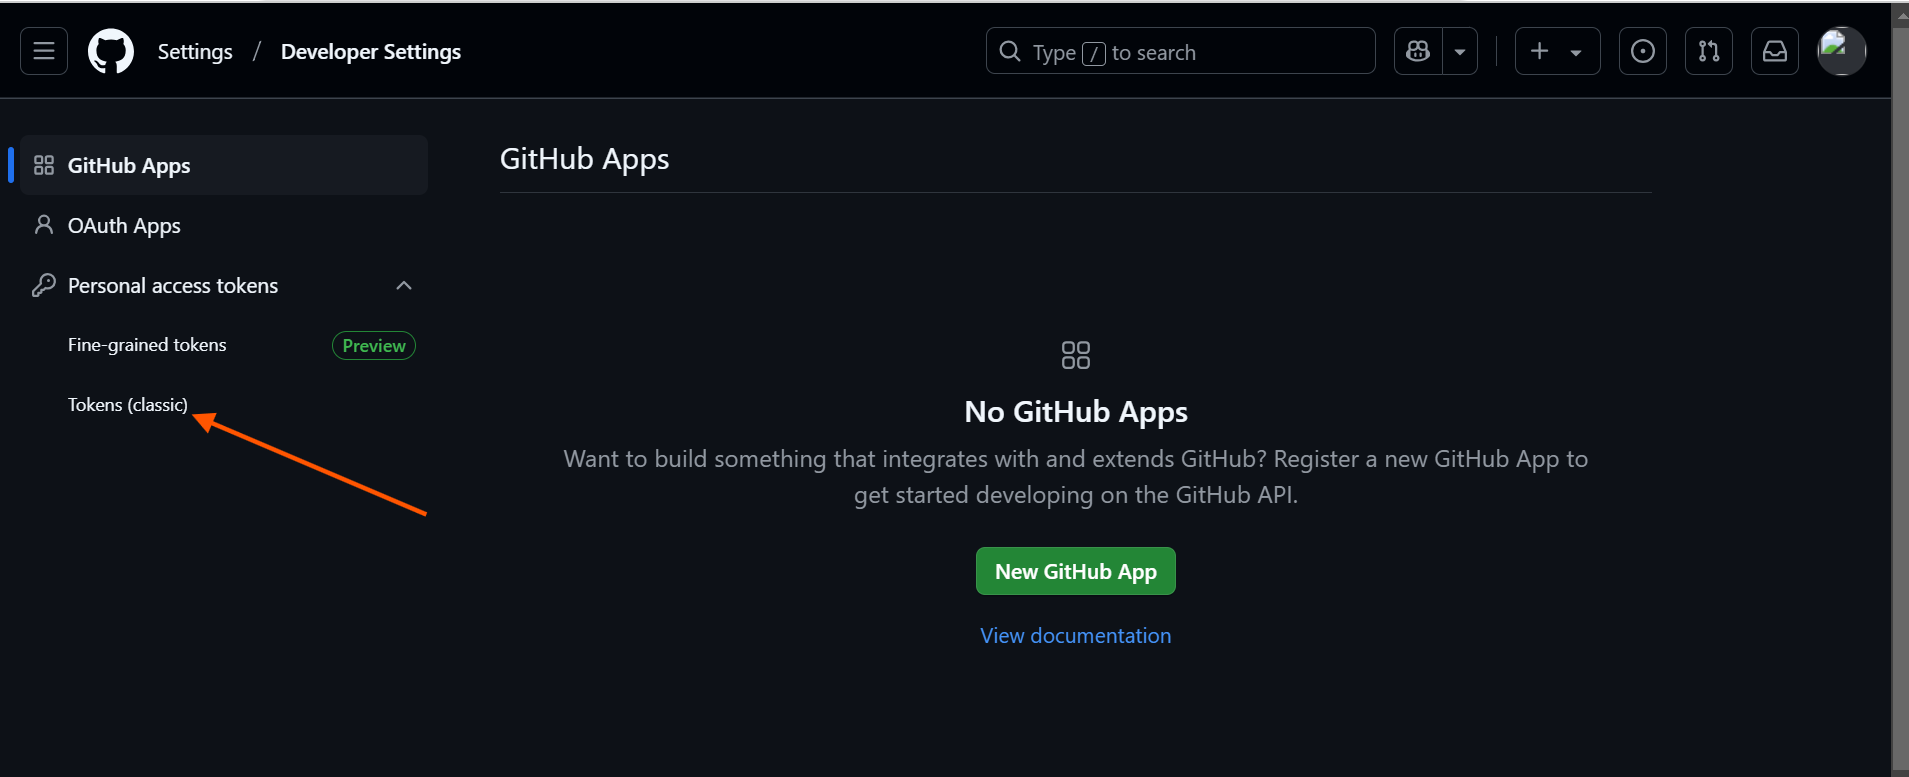 Settings / Developer Settings
Type / to search
GitHub Apps
OAuth Apps
Personal access tokens
Fine-grained tokens Preview
Tokens (classic)
GitHub Apps
No GitHub Apps
Want to build something that integrates with and extends GitHub? Register a new GitHub App to
get started developing on the GitHub API.
New GitHub App
View documentation